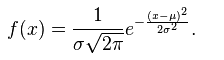 f(x) = \frac{1}{\sigma\sqrt{2\pi}} e^{-\frac{(x-\mu)^2}{2\sigma^2}}.